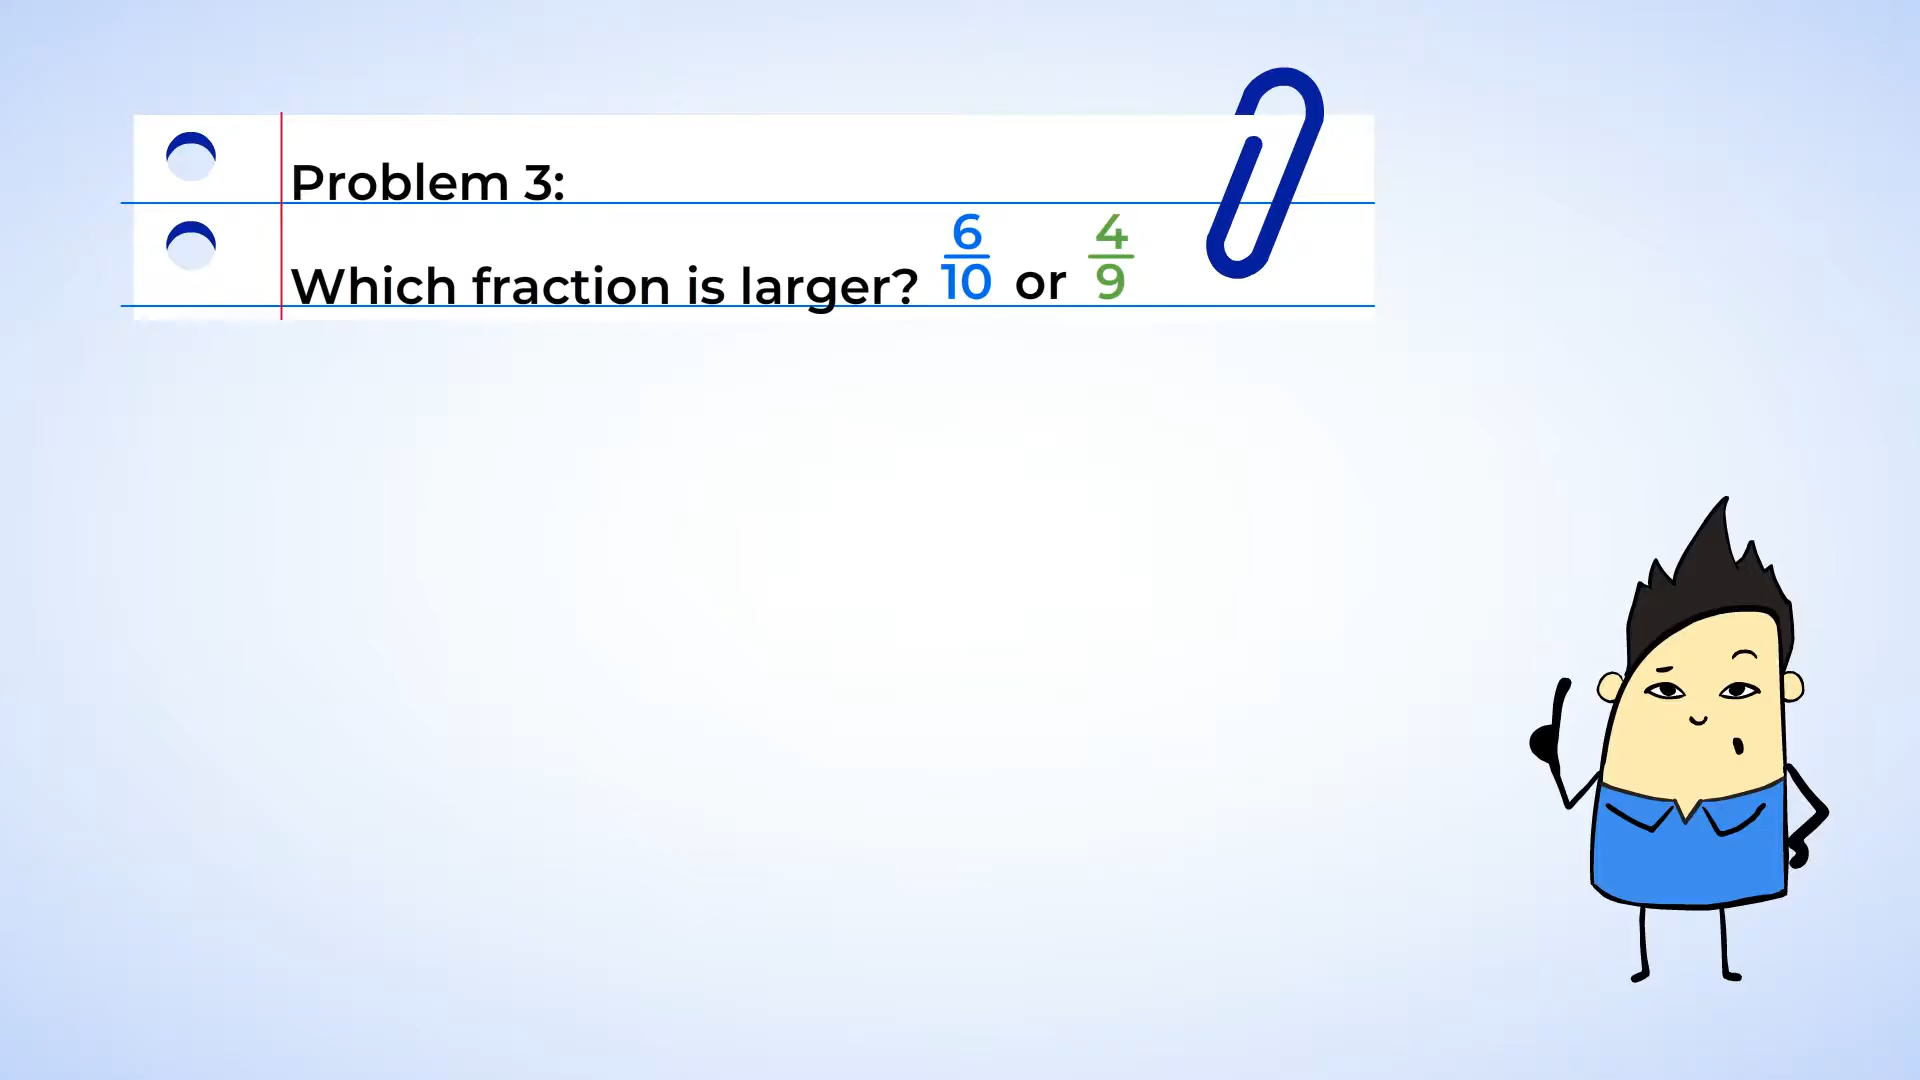 Problem 3:
Which fraction is larger? 6/10 or 4/9